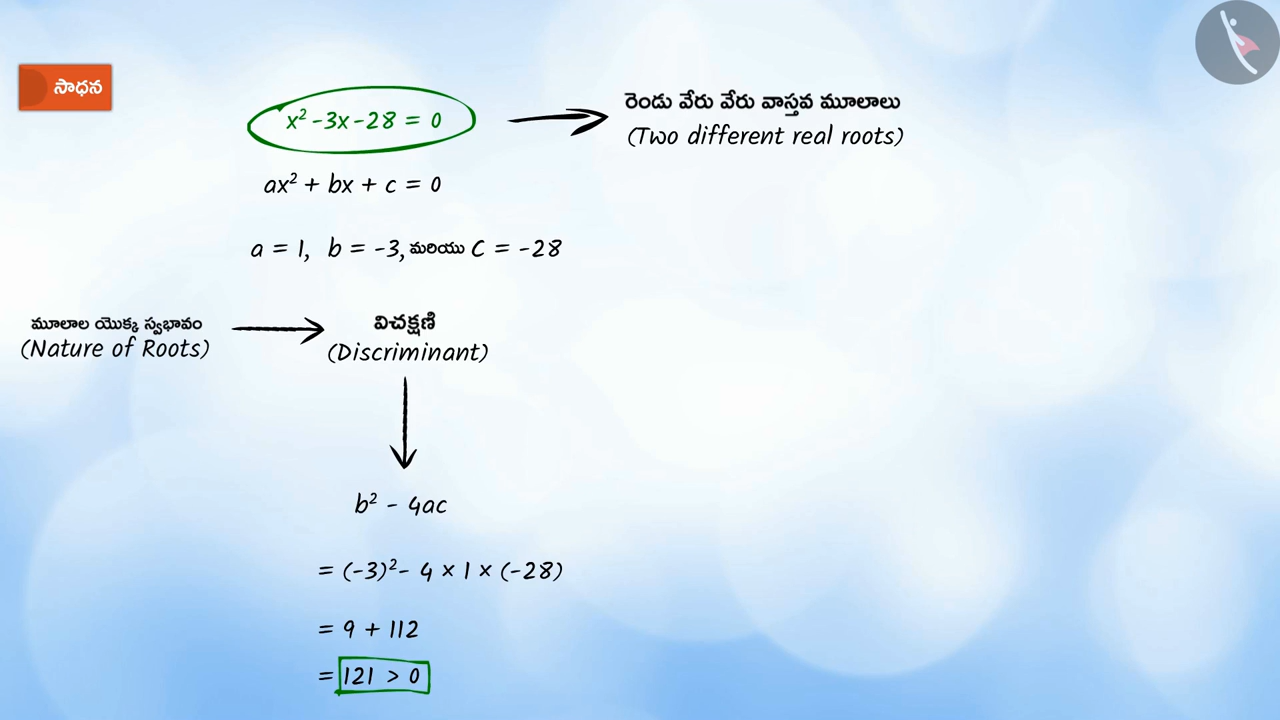 సాధన
x² - 3x - 28 = 0
రెండు వేరు వేరు వాస్తవ మూలాలు
(Two different real roots)
ax² + bx + c = 0
a = 1, b = -3, మరియు C = -28
మూలాల యొక్క స్వభావం
(Nature of Roots)
విచక్షణి
(Discriminant)
b² - 4ac
= (-3)² - 4 × 1 × (-28)
= 9 + 112
= 121 > 0